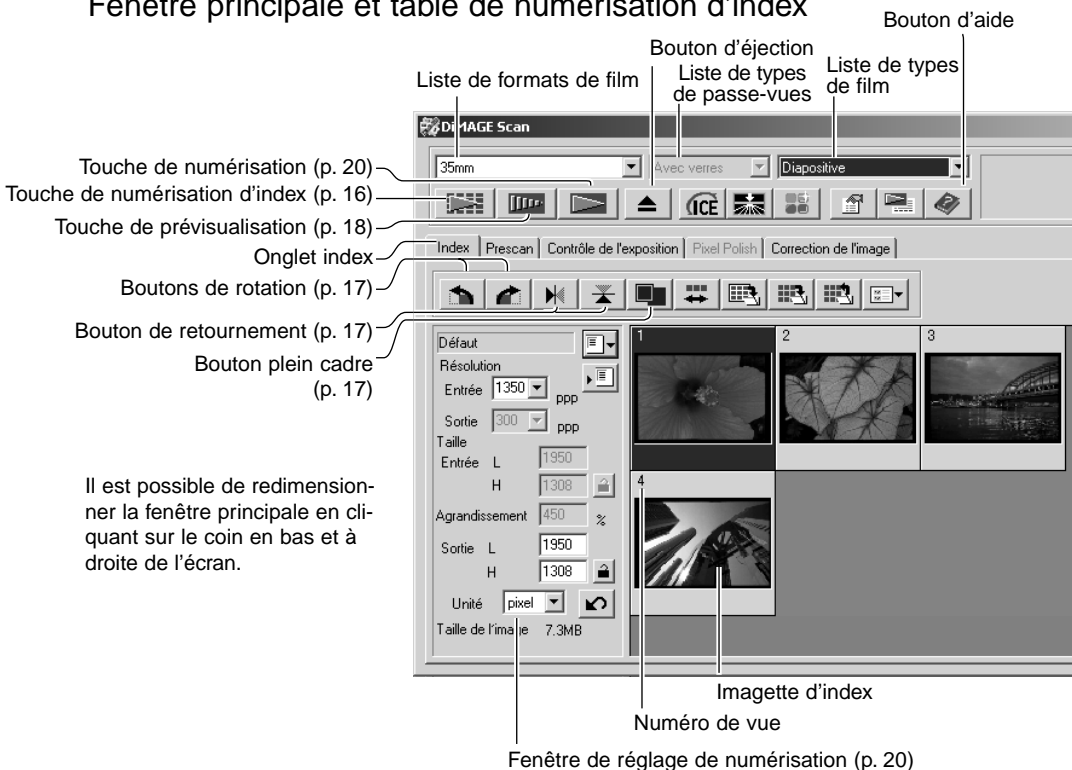 Fenêtre principale et table de numérisation d'index
Bouton d'aide
Bouton d'éjection
Liste de formats de film
Liste de types
de passe-vues
Liste de types
de film
DiMAGE Scan
35mm
Avec verres
Diapositive
Touche de numérisation (p. 20)
Touche de numérisation d'index (p. 16)
Touche de prévisualisation (p. 18)
ICE
Onglet index
Index
Prescan
Contrôle de l'exposition
Pixel Polish
Correction de l'image
Boutons de rotation (p. 17)
Bouton de retournement (p. 17)
Bouton plein cadre
(p. 17)
Défaut
Résolution
Entrée 1350 ppp
Sortie 300 ppp
Taille
Entrée L 1950
H 1308
Agrandissement 450 %
Sortie L 1950
H 1308
Unité pixel
Taille de l'image 7.3MB
1
2
3
4
Il est possible de redimension-
ner la fenêtre principale en cli-
quant sur le coin en bas et à
droite de l'écran.
Imagette d'index
Numéro de vue
Fenêtre de réglage de numérisation (p. 20)